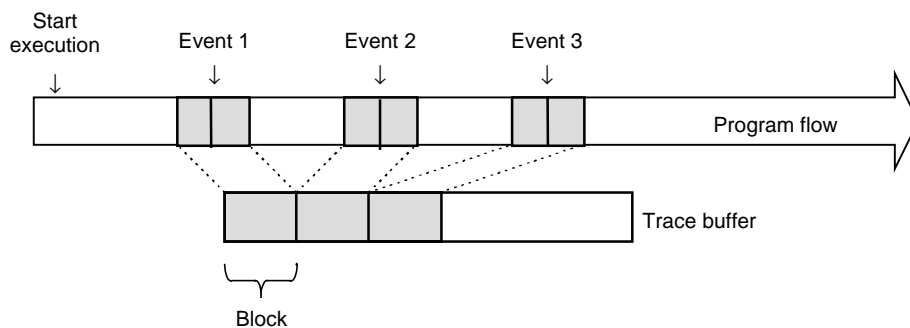 Start
execution
Event 1
Event 2
Event 3
Program flow
Trace buffer
Block